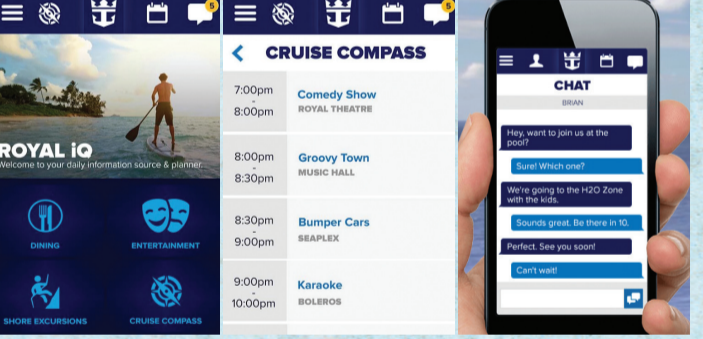 5
ROYAL iQ
Welcome to your daily information source & planner.
DINING
ENTERTAINMENT
SHORE EXCURSIONS
CRUISE COMPASS
5
CRUISE COMPASS
7:00pm
-
8:00pm
Comedy Show
ROYAL THEATRE
8:00pm
-
8:30pm
Groovy Town
MUSIC HALL
8:30pm
-
9:00pm
Bumper Cars
SEAPLEX
9:00pm
-
10:00pm
Karaoke
BOLEROS
CHAT
BRIAN
Hey, want to join us at the
pool?
Sure! Which one?
We're going to the H2O Zone
with the kids.
Sounds great. Be there in 10.
Perfect. See you soon!
Can't wait!